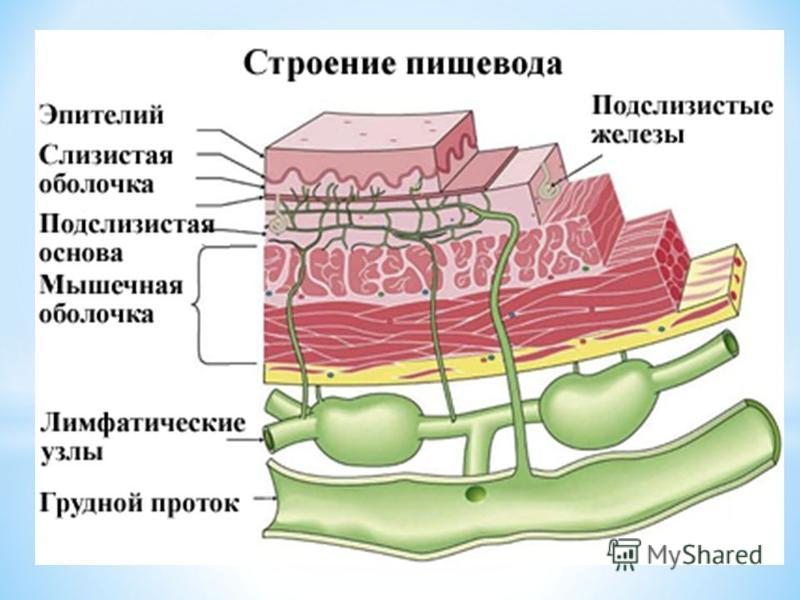 Строение пищевода
Эпителий
Слизистая
оболочка
Подслизистая
основа
Мышечная
оболочка
Лимфатические
узлы
Грудной проток
Подслизистые
железы
MyShared